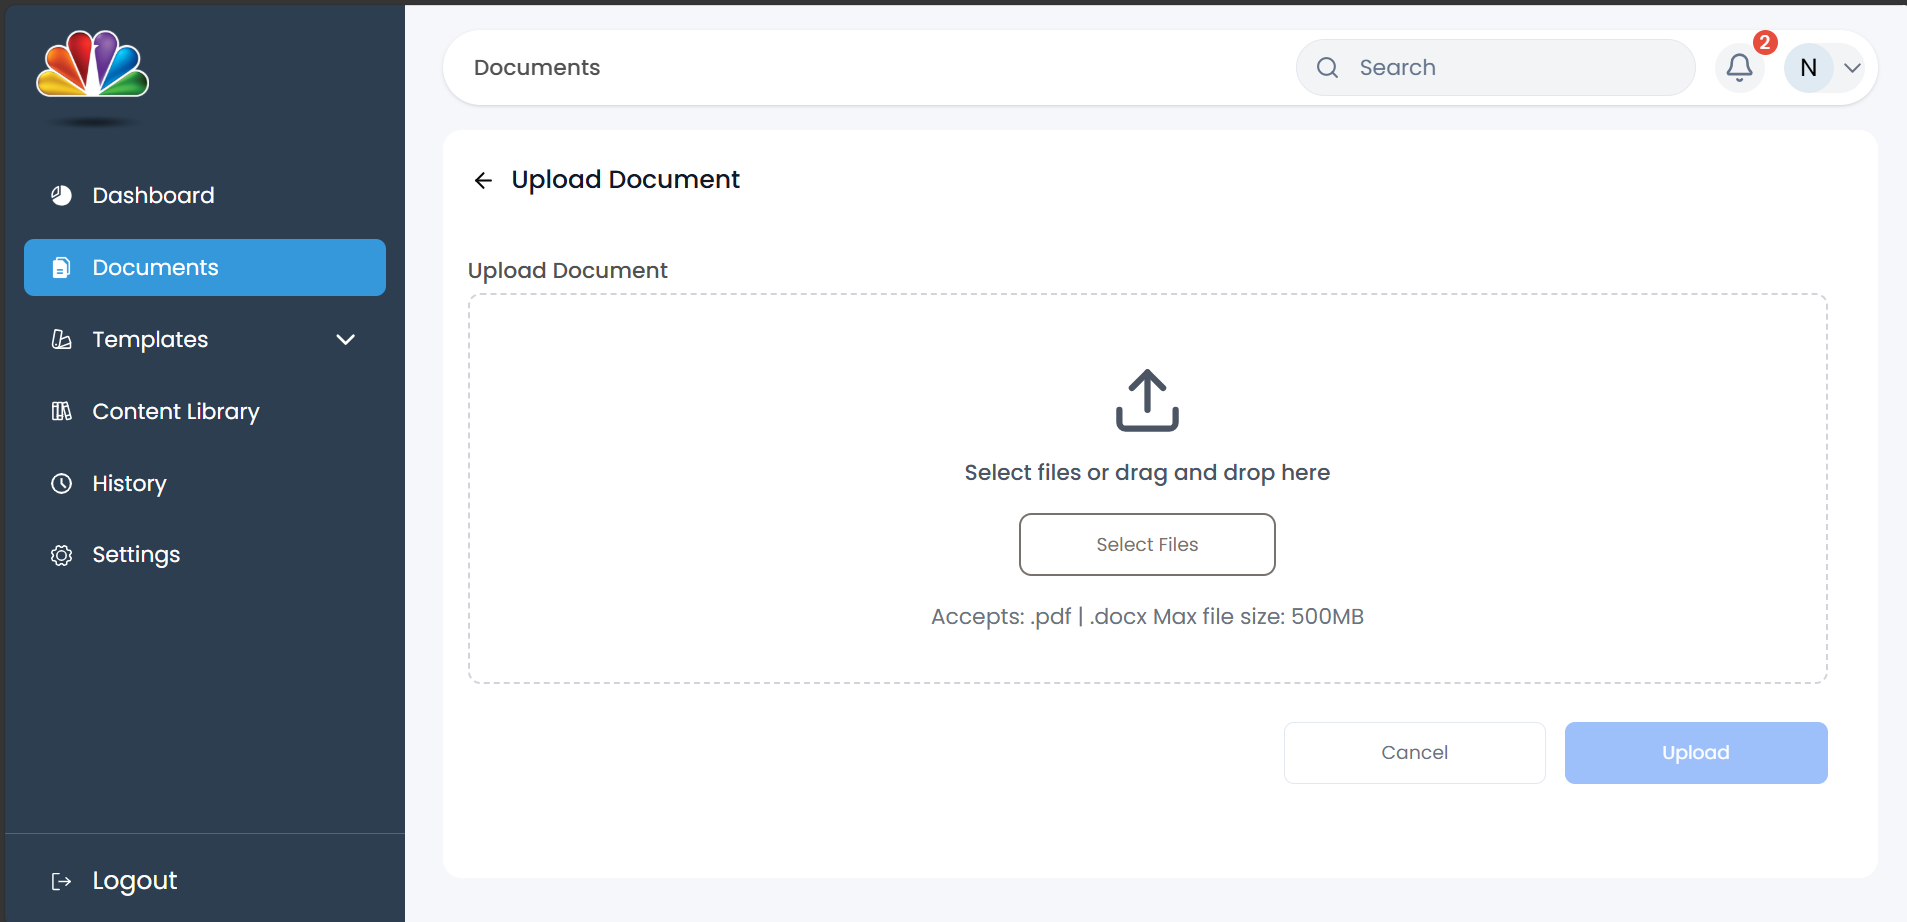 Documents
Search
2
N
Dashboard
Documents
Templates
Content Library
History
Settings
Logout
Upload Document
Upload Document
Select files or drag and drop here
Select Files
Accepts: .pdf | .docx Max file size: 500MB
Cancel
Upload